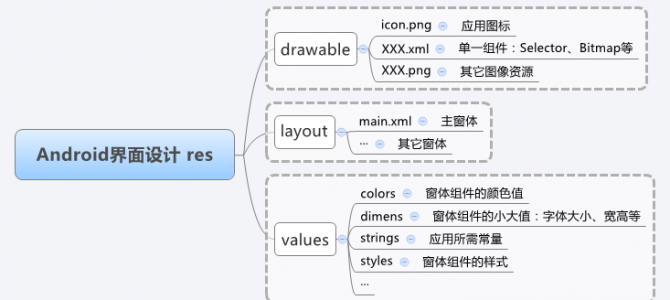 Android界面设计 res
drawable
icon.png 应用图标
XXX.xml 单一组件：Selector、Bitmap等
XXX.png 其它图像资源
layout
main.xml 主窗体
... 其它窗体
values
colors 窗体组件的颜色值
dimens 窗体组件的小大值：字体大小、宽高等
strings 应用所需常量
styles 窗体组件的样式
...